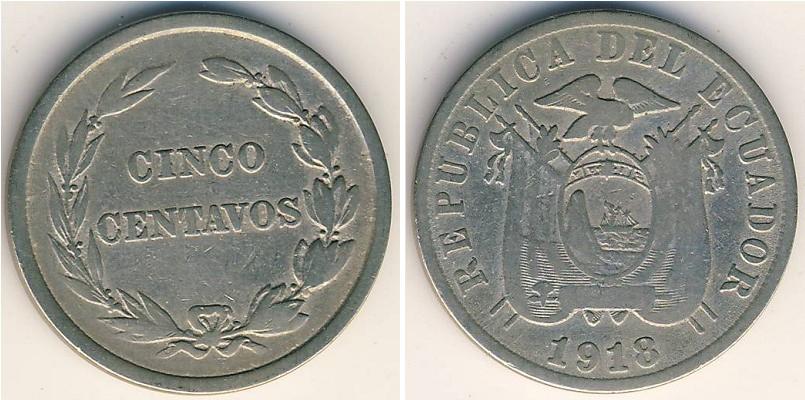 CINCO
CENTAVOS
REPUBLICA DEL ECUADOR
1918